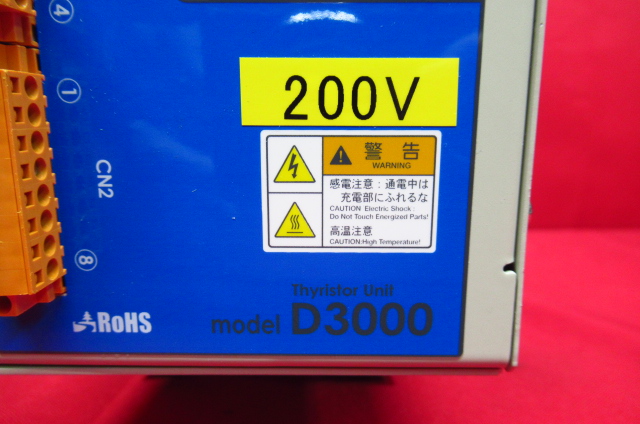 ④
①
CN2
⑧
200V
警告
WARNING
感電注意：通電中は
充電部にふれるな
CAUTION Electric Shock :
Do Not Touch Energized Parts!
高温注意
CAUTION:High Temperature!
RoHS
Thyristor Unit
model D3000